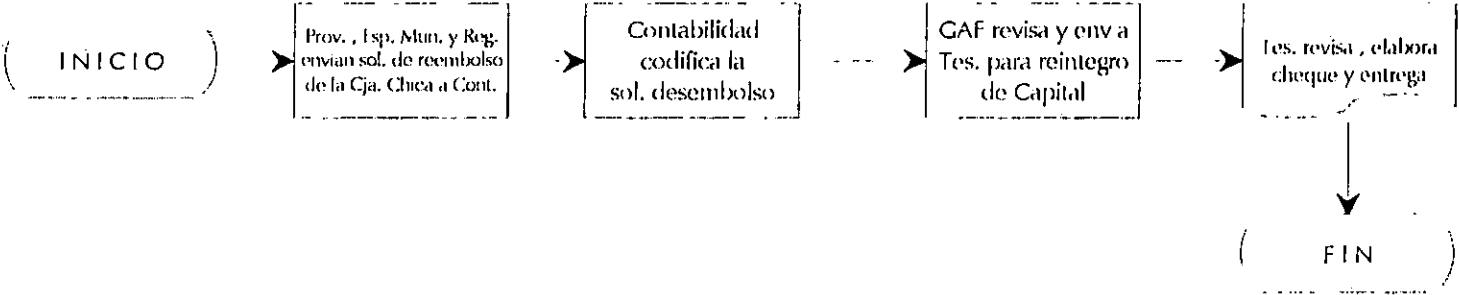 INICIO
Prov. , Esp. Mun. y Reg.
envian sol. de reembolso
de la Cja. Chica a Cont.
Contabilidad
codifica la
sol. desembolso
GAF revisa y env a
Tes. para reintegro
de Capital
Tes. revisa , elabora
cheque y entrega
FIN